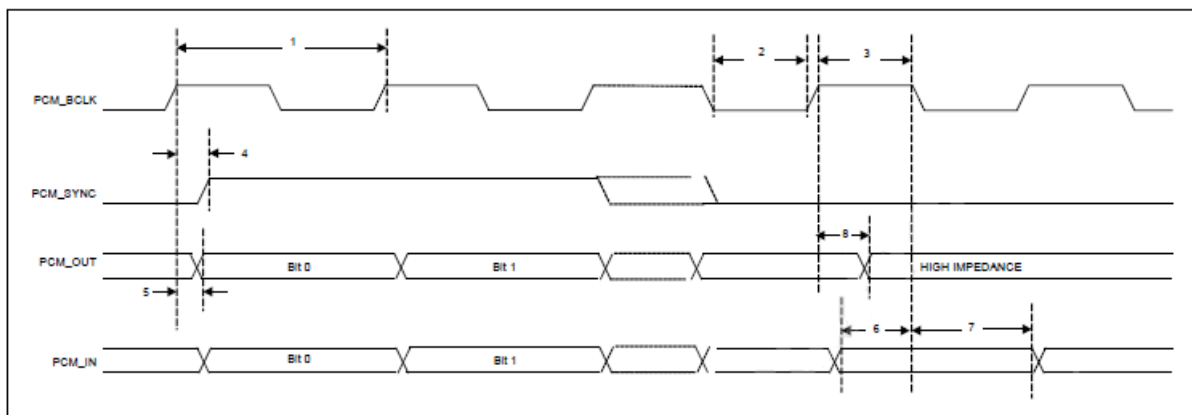 1
2
3
PCM_BCLK
4
PCM_SYNC
8
PCM_OUT
Bit 0
Bit 1
HIGH IMPEDANCE
5
6
7
PCM_IN
Bit 0
Bit 1